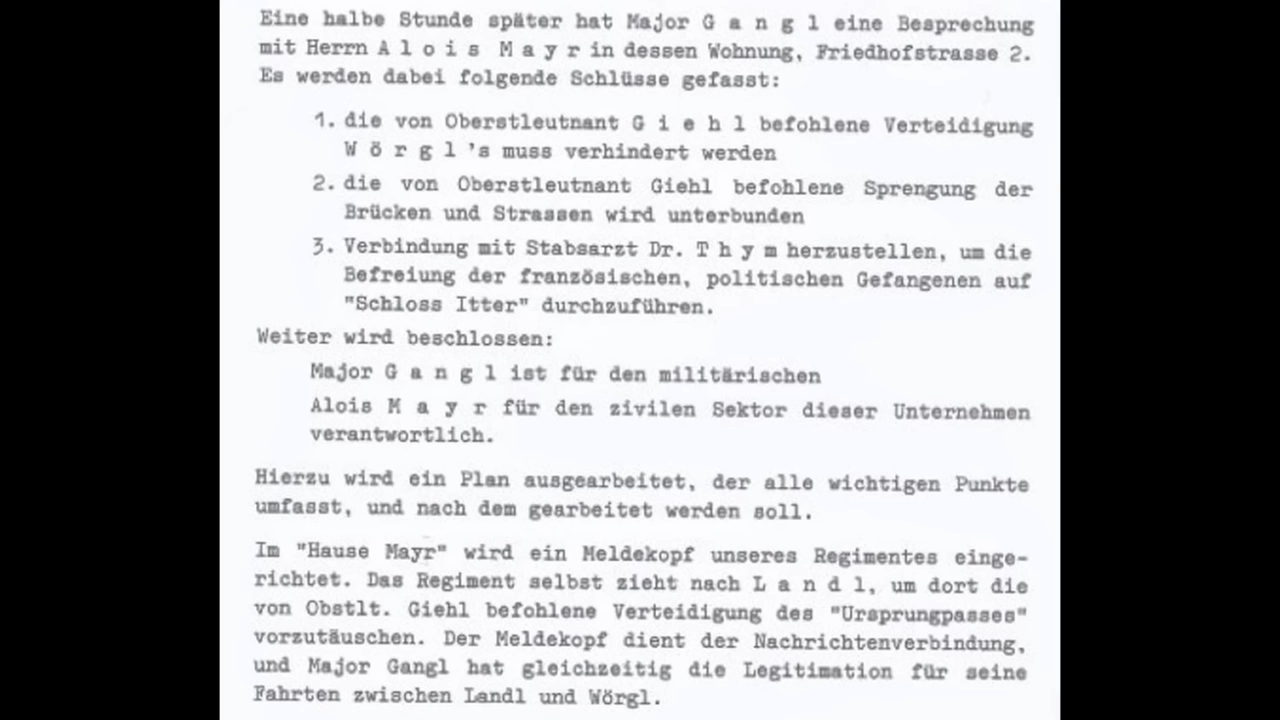 Eine halbe Stunde später hat Major G a n g l eine Besprechung
mit Herrn A l o i s M a y r in dessen Wohnung, Friedhofstrasse 2.
Es werden dabei folgende Schlüsse gefasst:
1. die von Oberstleutnant G i e h l befohlene Verteidigung
W ö r g l 's muss verhindert werden
2. die von Oberstleutnant Giehl befohlene Sprengung der
Brücken und Strassen wird unterbunden
3. Verbindung mit Stabsarzt Dr. T h y m herzustellen, um die
Befreiung der französischen, politischen Gefangenen auf
"Schloss Itter" durchzuführen.
Weiter wird beschlossen:
Major G a n g l ist für den militärischen
Alois M a y r für den zivilen Sektor dieser Unternehmen
verantwortlich.
Hierzu wird ein Plan ausgearbeitet, der alle wichtigen Punkte
umfasst, und nach dem gearbeitet werden soll.
Im "Hause Mayr" wird ein Meldekopf unseres Regimentes einge-
richtet. Das Regiment selbst zieht nach L a n d l, um dort die
von Obstlt. Giehl befohlene Verteidigung des "Ursprungpasses"
vorzutäuschen. Der Meldekopf dient der Nachrichtenverbindung,
und Major Gangl hat gleichzeitig die Legitimation für seine
Fahrten zwischen Landl und Wörgl.